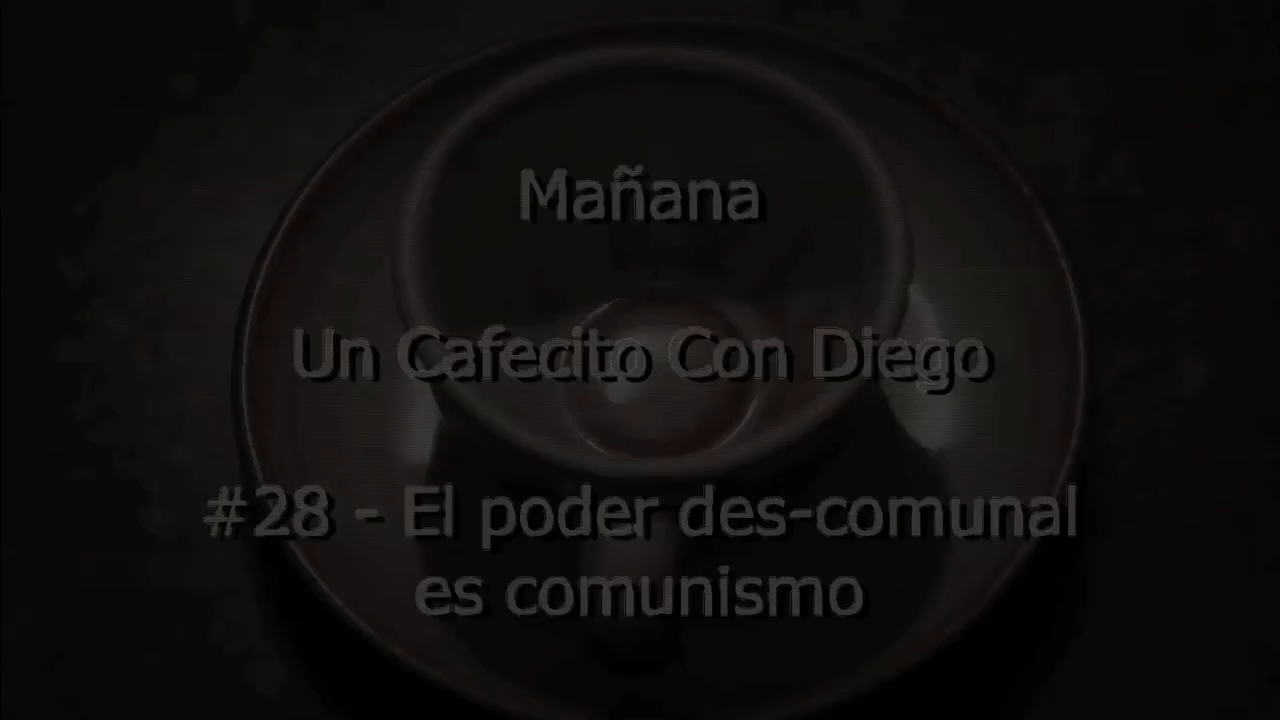 Mañana
Un Cafecito Con Diego
#28 - El poder des-comunal
es comunismo